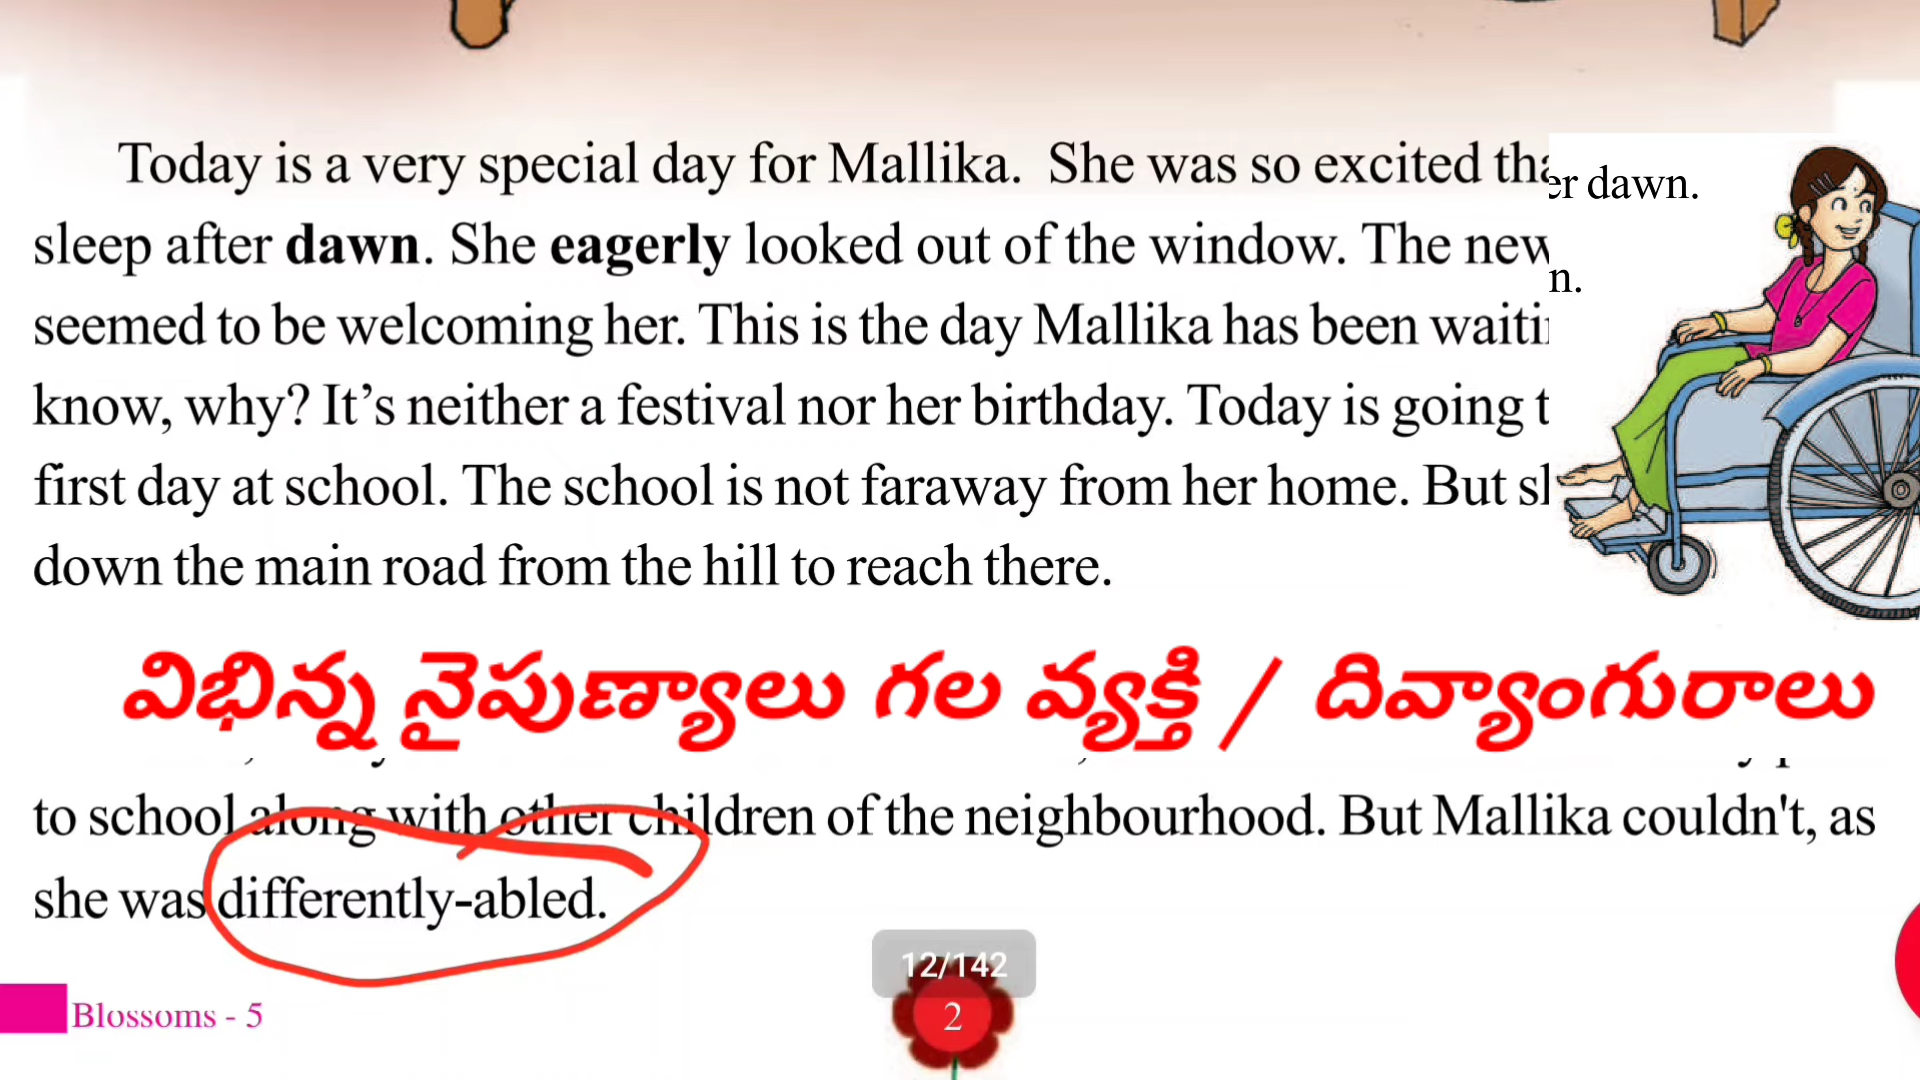 Today is a very special day for Mallika. She was so excited
er dawn.
sleep after dawn. She eagerly looked out of the window. The new
n.
seemed to be welcoming her. This is the day Mallika has been
know, why? It’s neither a festival nor her birthday. Today is going
first day at school. The school is not faraway from her home. But
down the main road from the hill to reach there.
విభిన్న నైపుణ్యాలు గల వ్యక్తి / దివ్యాంగురాలు
to school along with other children of the neighbourhood. But Mallika couldn't, as
she was differently-abled.
12/142
Blossoms - 5
2